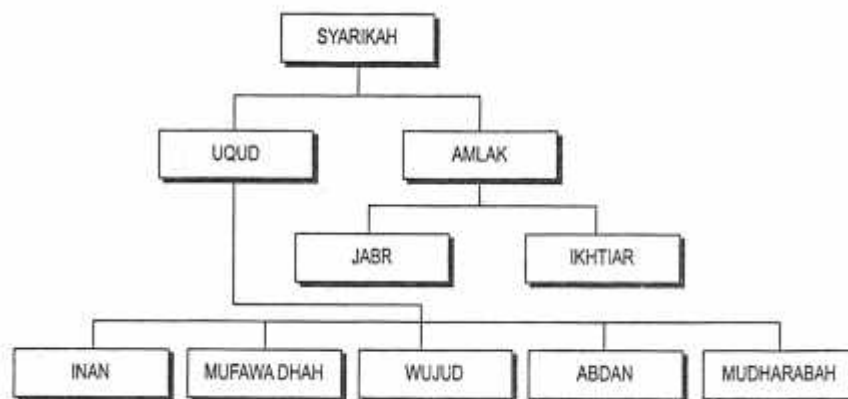 SYARIKAH
UQUD
AMLAK
JABR
IKHTIAR
INAN
MUFAWA DHAH
WUJUD
ABDAN
MUDHARABAH